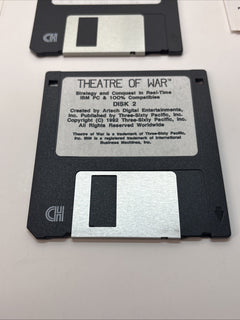 THEATRE OF WAR™
Strategy and Conquest in Real-Time
IBM PC & 100% Compatibles
DISK 2
Created by Artech Digital Entertainments,
Inc. Published by Three-Sixty Pacific, Inc.
Copyright (C) 1992 Three-Sixty Pacific, Inc.
All Rights Reserved Worldwide
Theatre of War is a trademark of Three-Sixty Pacific,
Inc. IBM is a registered trademark of International
Business Machines, Inc.